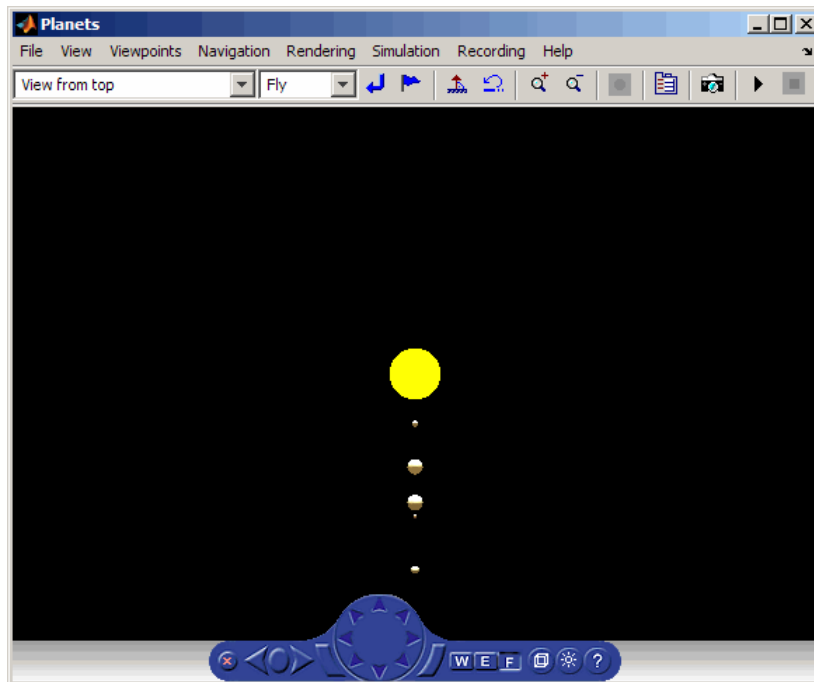 Planets
File View Viewpoints Navigation Rendering Simulation Recording Help
View from top Fly
W E F ?